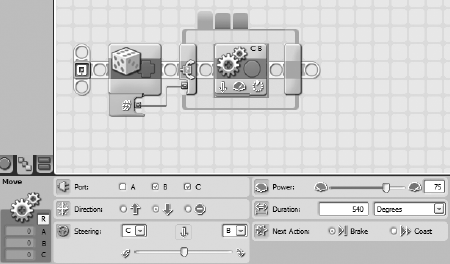 C B
Move
R
A
B
C
0
0
0
Port:
A
B
C
Direction:
Steering:
C
B
Power:
75
Duration:
540
Degrees
Next Action:
Brake
Coast